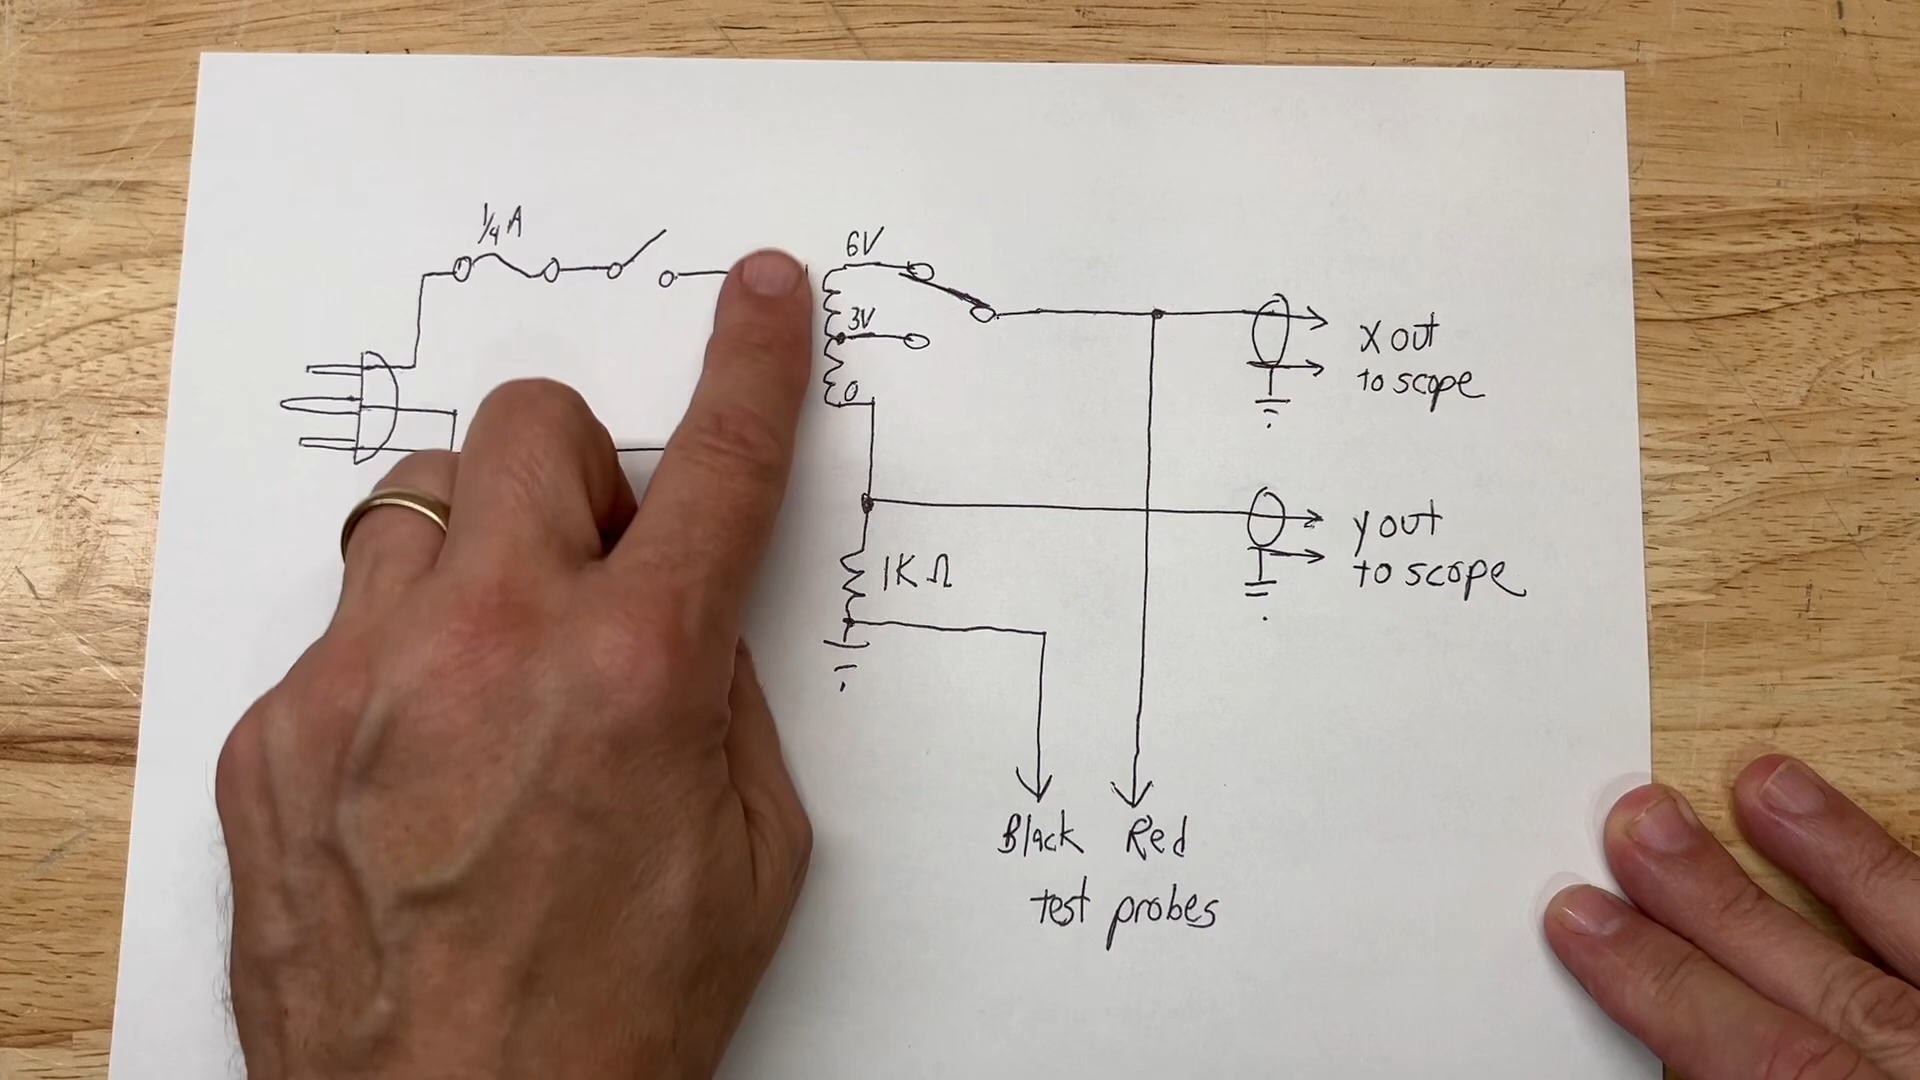 1/4 A
6V
3V
0
X out
to scope
y out
to scope
1K Ω
Black Red
test probes